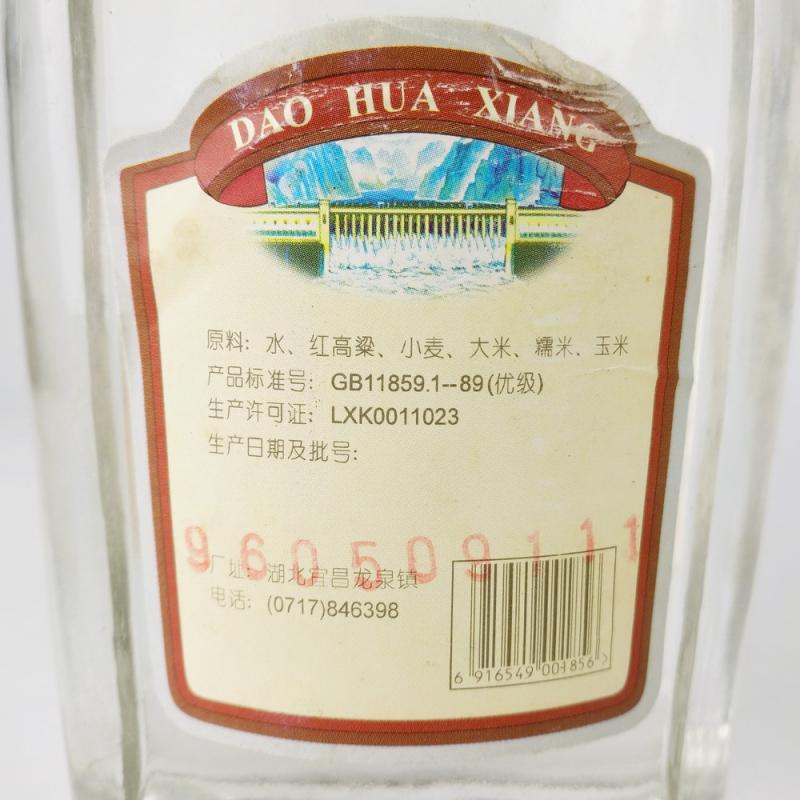 DAO HUA XIANG
原料: 水、红高粱、小麦、大米、糯米、玉米
产品标准号: GB11859.1--89(优级)
生产许可证: LXK0011023
生产日期及批号:
960509111
厂址: 湖北宜昌龙泉镇
电话: (0717)846398
6 916549 001856 >